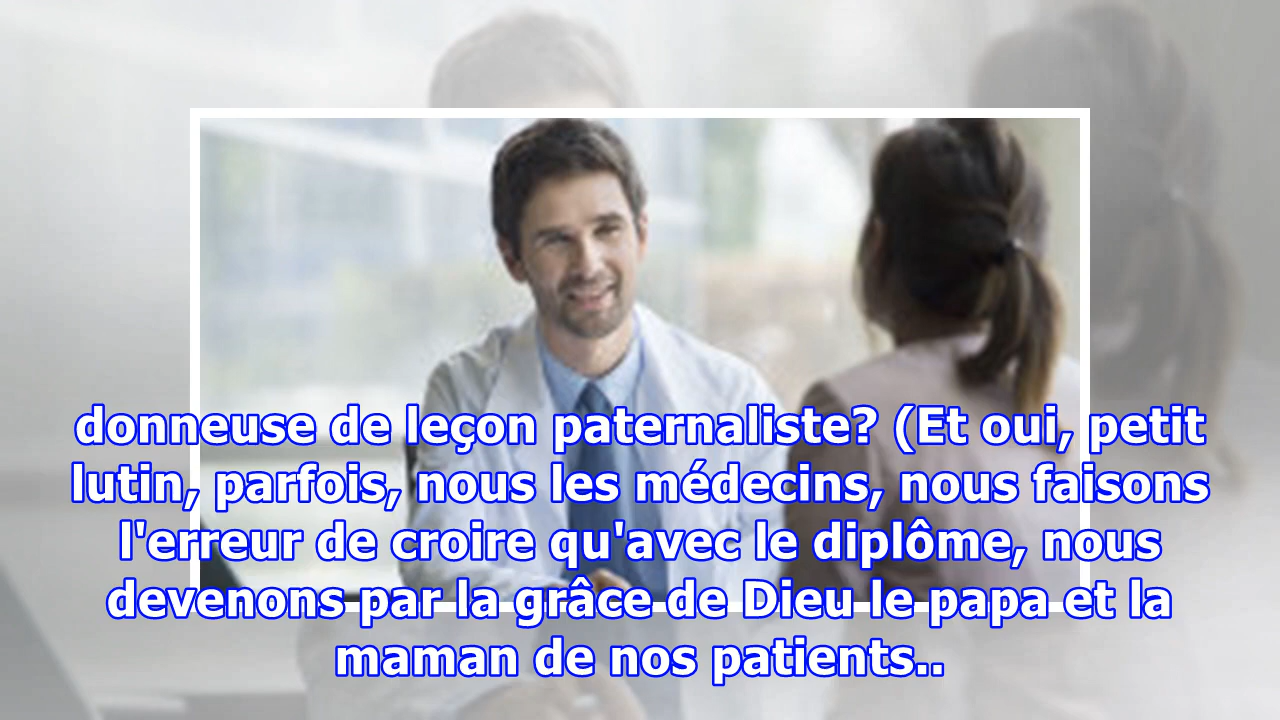 donneuse de leçon paternaliste? (Et oui, petit
lutin, parfois, nous les médecins, nous faisons
l'erreur de croire qu'avec le diplôme, nous
devenons par la grâce de Dieu le papa et la
maman de nos patients..